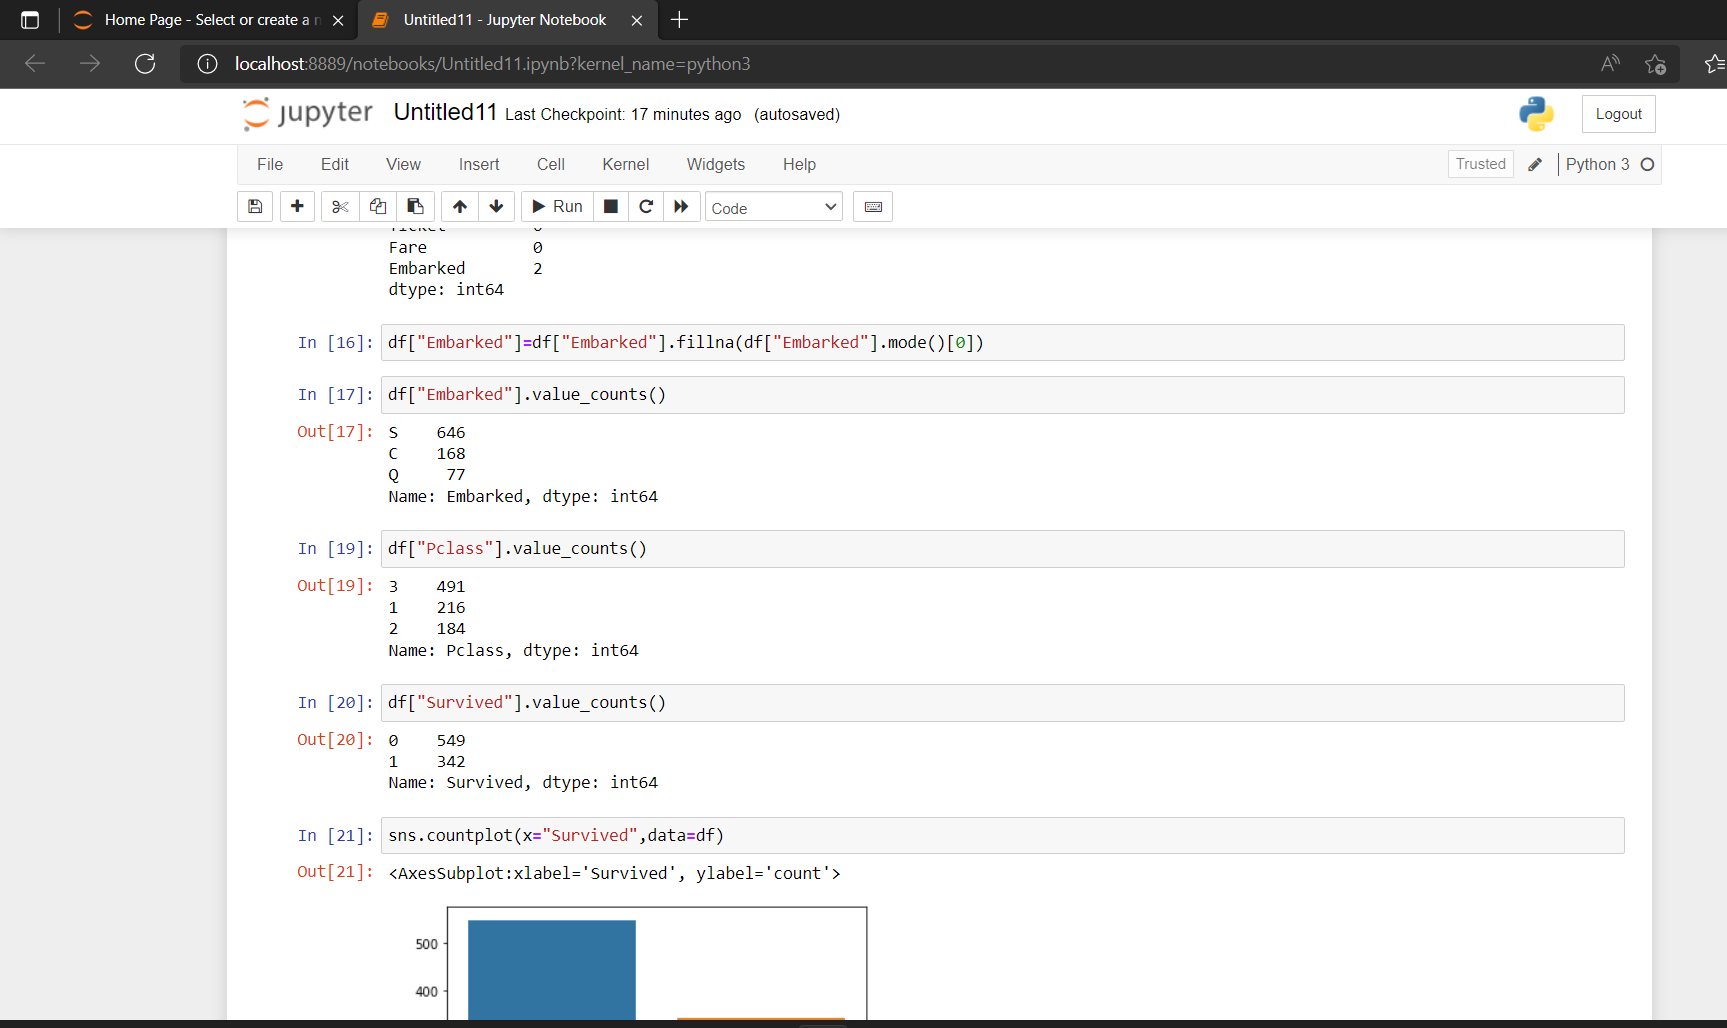 Home Page - Select or create a n
Untitled11 - Jupyter Notebook
localhost:8889/notebooks/Untitled11.ipynb?kernel_name=python3
jupyter Untitled11 Last Checkpoint: 17 minutes ago (autosaved)
Logout
File Edit View Insert Cell Kernel Widgets Help
Trusted
Python 3
Run
Code
Fare 0
Embarked 2
dtype: int64
In [16]: df["Embarked"]=df["Embarked"].fillna(df["Embarked"].mode()[0])
In [17]: df["Embarked"].value_counts()
Out[17]: S 646
C 168
Q 77
Name: Embarked, dtype: int64
In [19]: df["Pclass"].value_counts()
Out[19]: 3 491
1 216
2 184
Name: Pclass, dtype: int64
In [20]: df["Survived"].value_counts()
Out[20]: 0 549
1 342
Name: Survived, dtype: int64
In [21]: sns.countplot(x="Survived",data=df)
Out[21]: <AxesSubplot:xlabel='Survived', ylabel='count'>
500
400